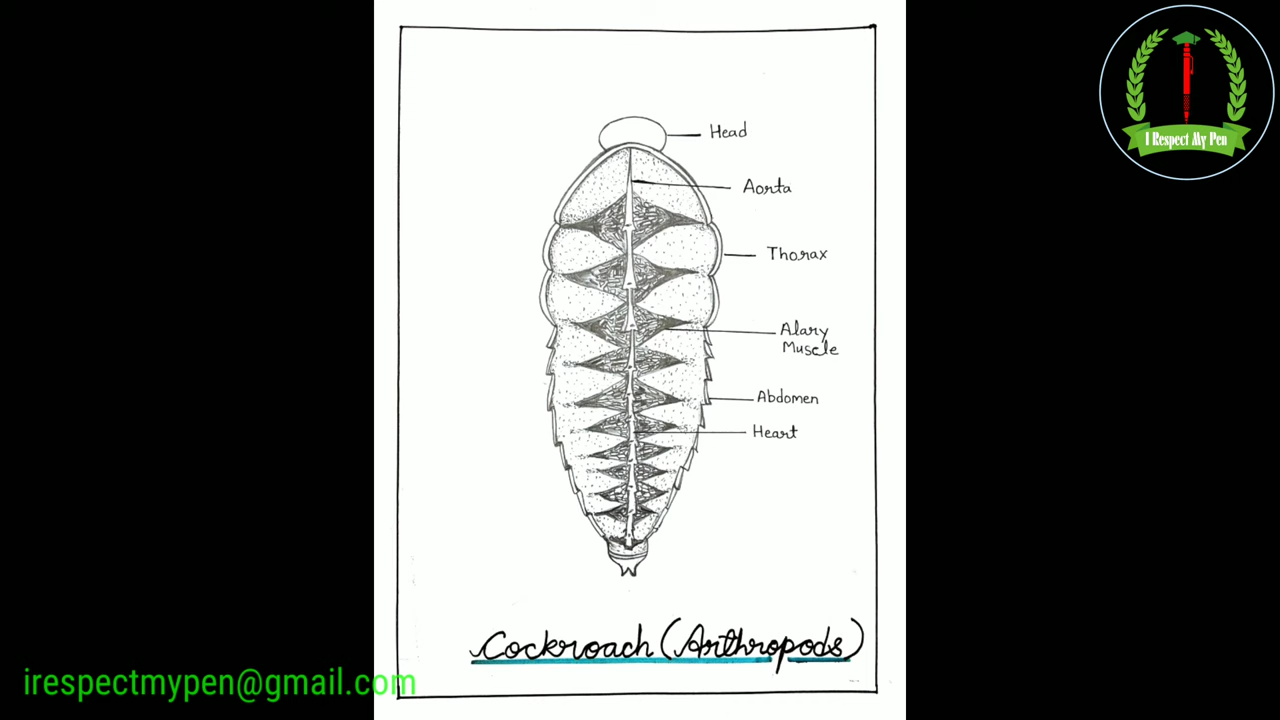 I Respect My Pen
Head
Aorta
Thorax
Alary
Muscle
Abdomen
Heart
Cockroach (Arthropods)
irespectmypen@gmail.com